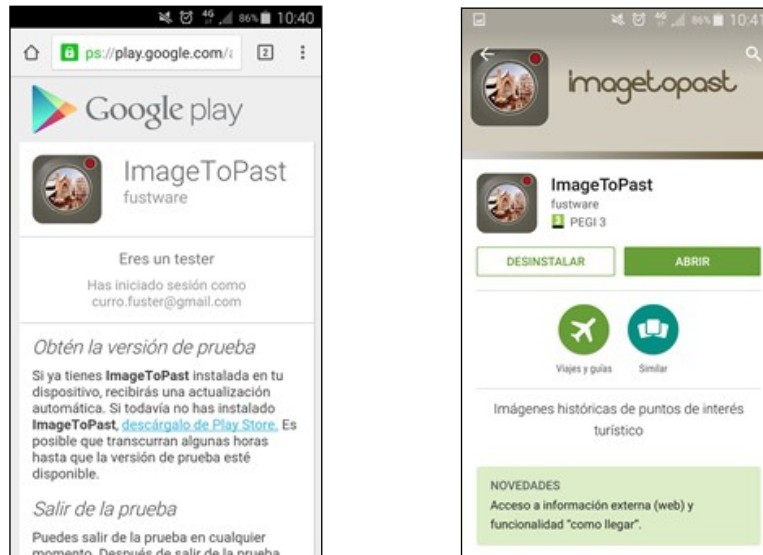 4G 86% 10:40
ps://play.google.com/a 2
Google play
ImageToPast
fustware
Eres un tester
Has iniciado sesión como
curro.fuster@gmail.com
Obtén la versión de prueba
Si ya tienes ImageToPast instalada en tu
dispositivo, recibirás una actualización
automática. Si todavía no has instalado
ImageToPast, descárgalo de Play Store. Es
posible que transcurran algunas horas
hasta que la versión de prueba esté
disponible.
Salir de la prueba
Puedes salir de la prueba en cualquier
momento. Después de salir de la prueba,
4G 86% 10:41
imagetopast
ImageToPast
fustware
3 PEGI 3
DESINSTALAR ABRIR
Viajes y guías Similar
Imágenes históricas de puntos de interés
turístico
NOVEDADES
Acceso a información externa (web) y
funcionalidad "como llegar".